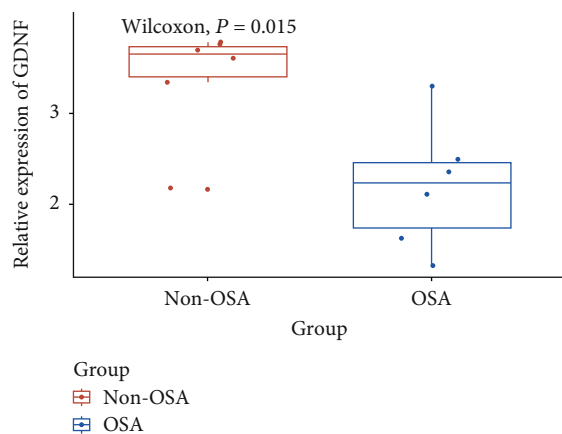 Wilcoxon, P = 0.015
Relative expression of GDNF
3
2
Non-OSA
OSA
Group
Group
Non-OSA
OSA